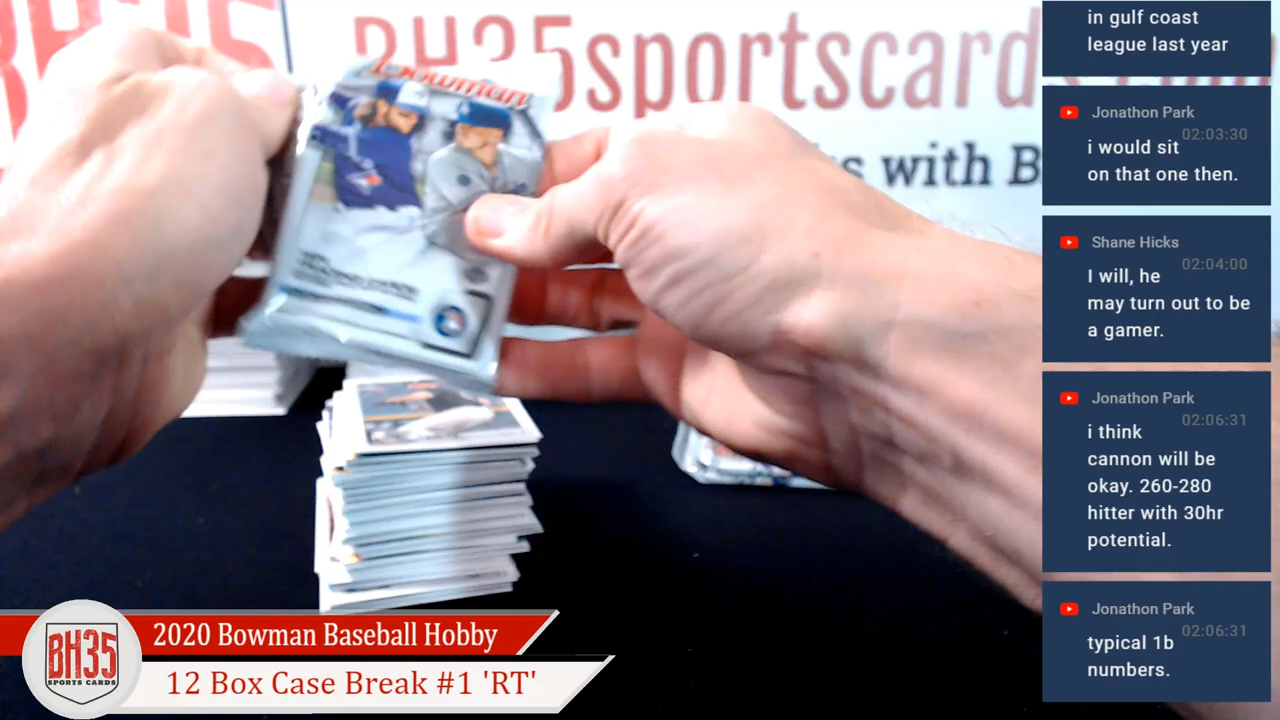 BH35sportscards
s with B
Bowman
in gulf coast
league last year
Jonathon Park
02:03:30
i would sit
on that one then.
Shane Hicks
02:04:00
I will, he
may turn out to be
a gamer.
Jonathon Park
02:06:31
i think
cannon will be
okay. 260-280
hitter with 30hr
potential.
Jonathon Park
02:06:31
typical 1b
numbers.
BH35
SPORTS CARDS
2020 Bowman Baseball Hobby
12 Box Case Break #1 'RT'